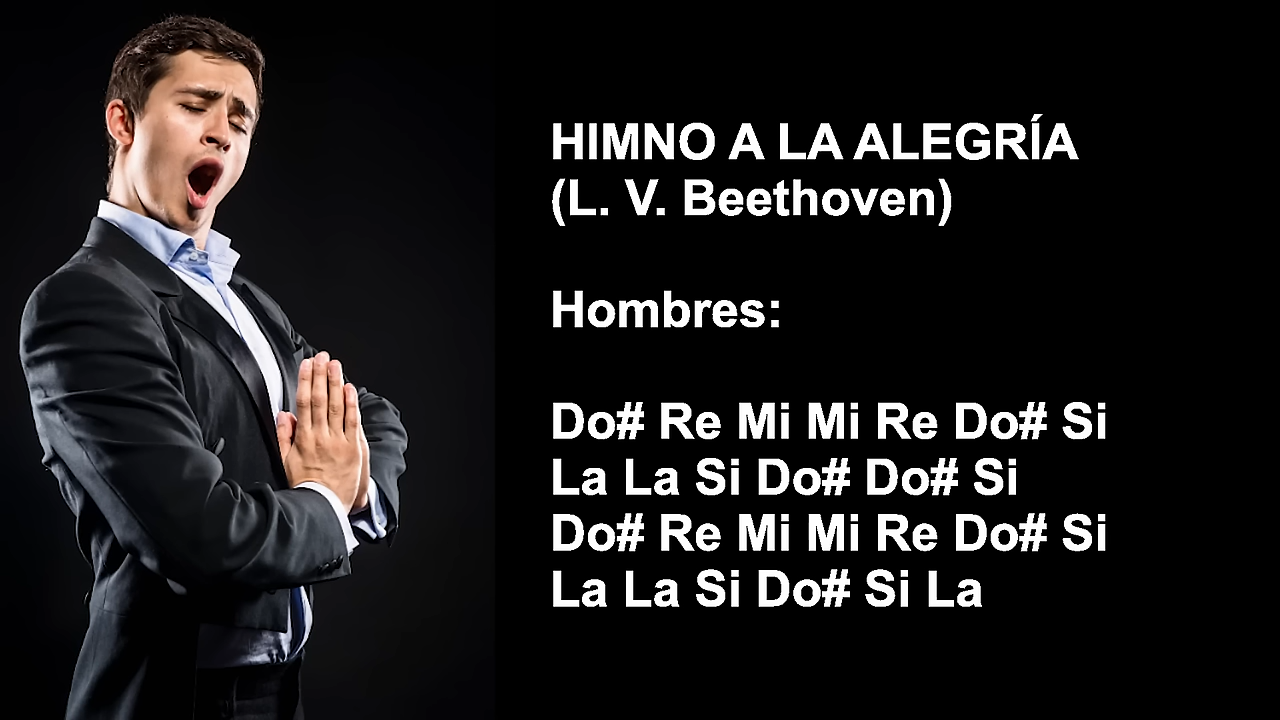 HIMNO A LA ALEGRÍA
(L. V. Beethoven)
Hombres:
Do# Re Mi Mi Re Do# Si
La La Si Do# Do# Si
Do# Re Mi Mi Re Do# Si
La La Si Do# Si La